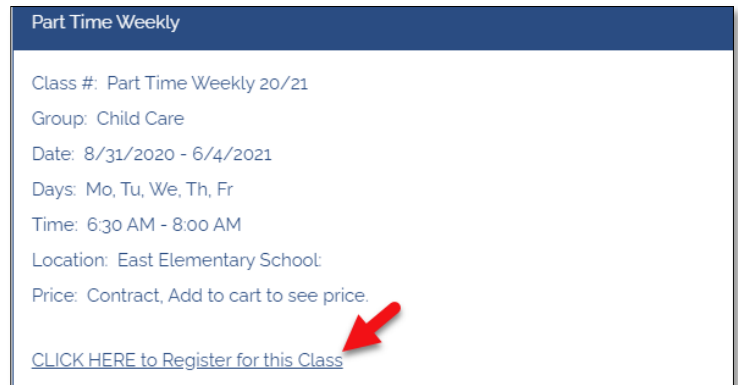 Part Time Weekly
Class #: Part Time Weekly 20/21
Group: Child Care
Date: 8/31/2020 - 6/4/2021
Days: Mo, Tu, We, Th, Fr
Time: 6:30 AM - 8:00 AM
Location: East Elementary School:
Price: Contract, Add to cart to see price.
CLICK HERE to Register for this Class